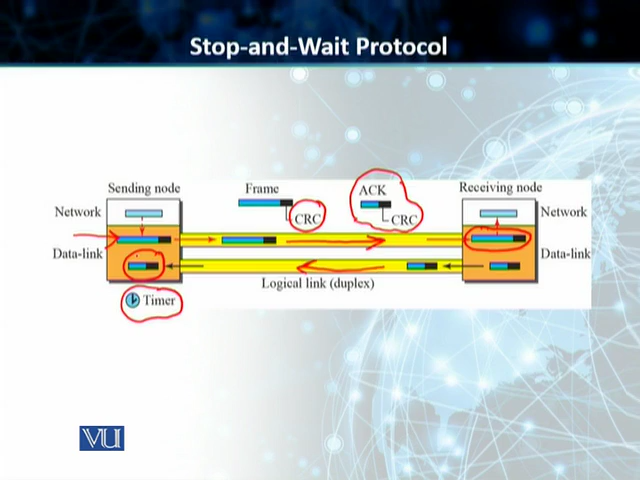 Stop-and-Wait Protocol
Sending node
Frame
ACK
Receiving node
Network
CRC
CRC
Network
Data-link
Data-link
Logical link (duplex)
Timer
VU